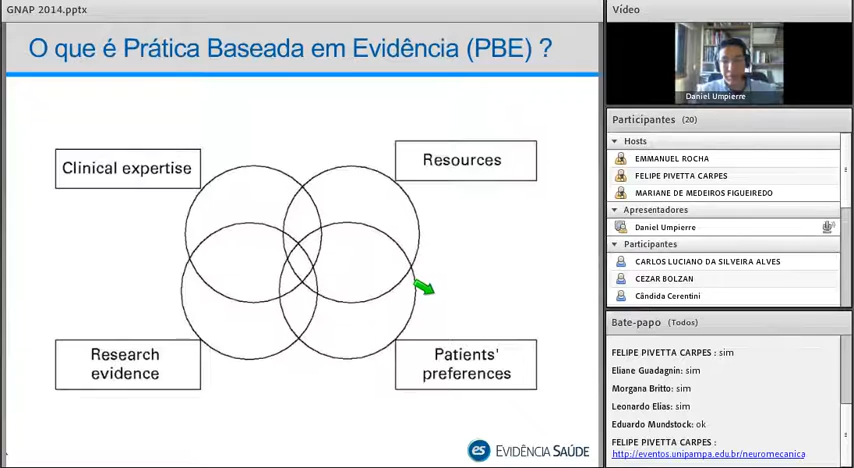 GNAP 2014.pptx
O que é Prática Baseada em Evidência (PBE) ?
Clinical expertise
Resources
Research
evidence
Patients'
preferences
es EVIDÊNCIA SAÚDE
Vídeo
Daniel Umpierre
Participantes (20)
Hosts
EMMANUEL ROCHA
FELIPE PIVETTA CARPES
MARIANE DE MEDEIROS FIGUEIREDO
Apresentadores
Daniel Umpierre
Participantes
CARLOS LUCIANO DA SILVEIRA ALVES
CEZAR BOLZAN
Cândida Cerentini
Bate-papo (Todos)
FELIPE PIVETTA CARPES : sim
Eliane Guadagnin: sim
Morgana Britto: sim
Leonardo Elias: sim
Eduardo Mundstock: ok
FELIPE PIVETTA CARPES :
http://eventos.unipampa.edu.br/neuromecanica